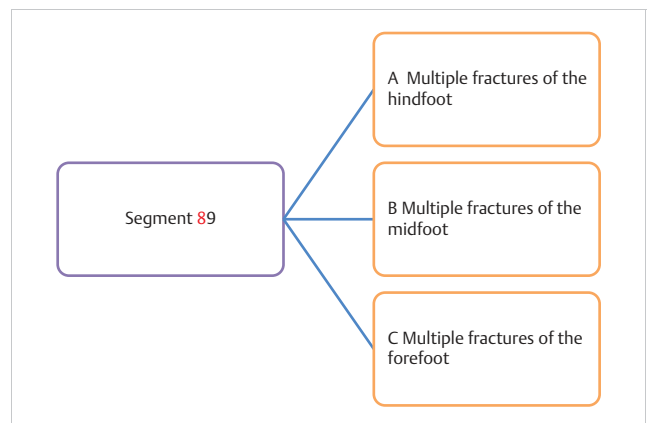 A Multiple fractures of the
hindfoot
Segment 89
B Multiple fractures of the
midfoot
C Multiple fractures of the
forefoot